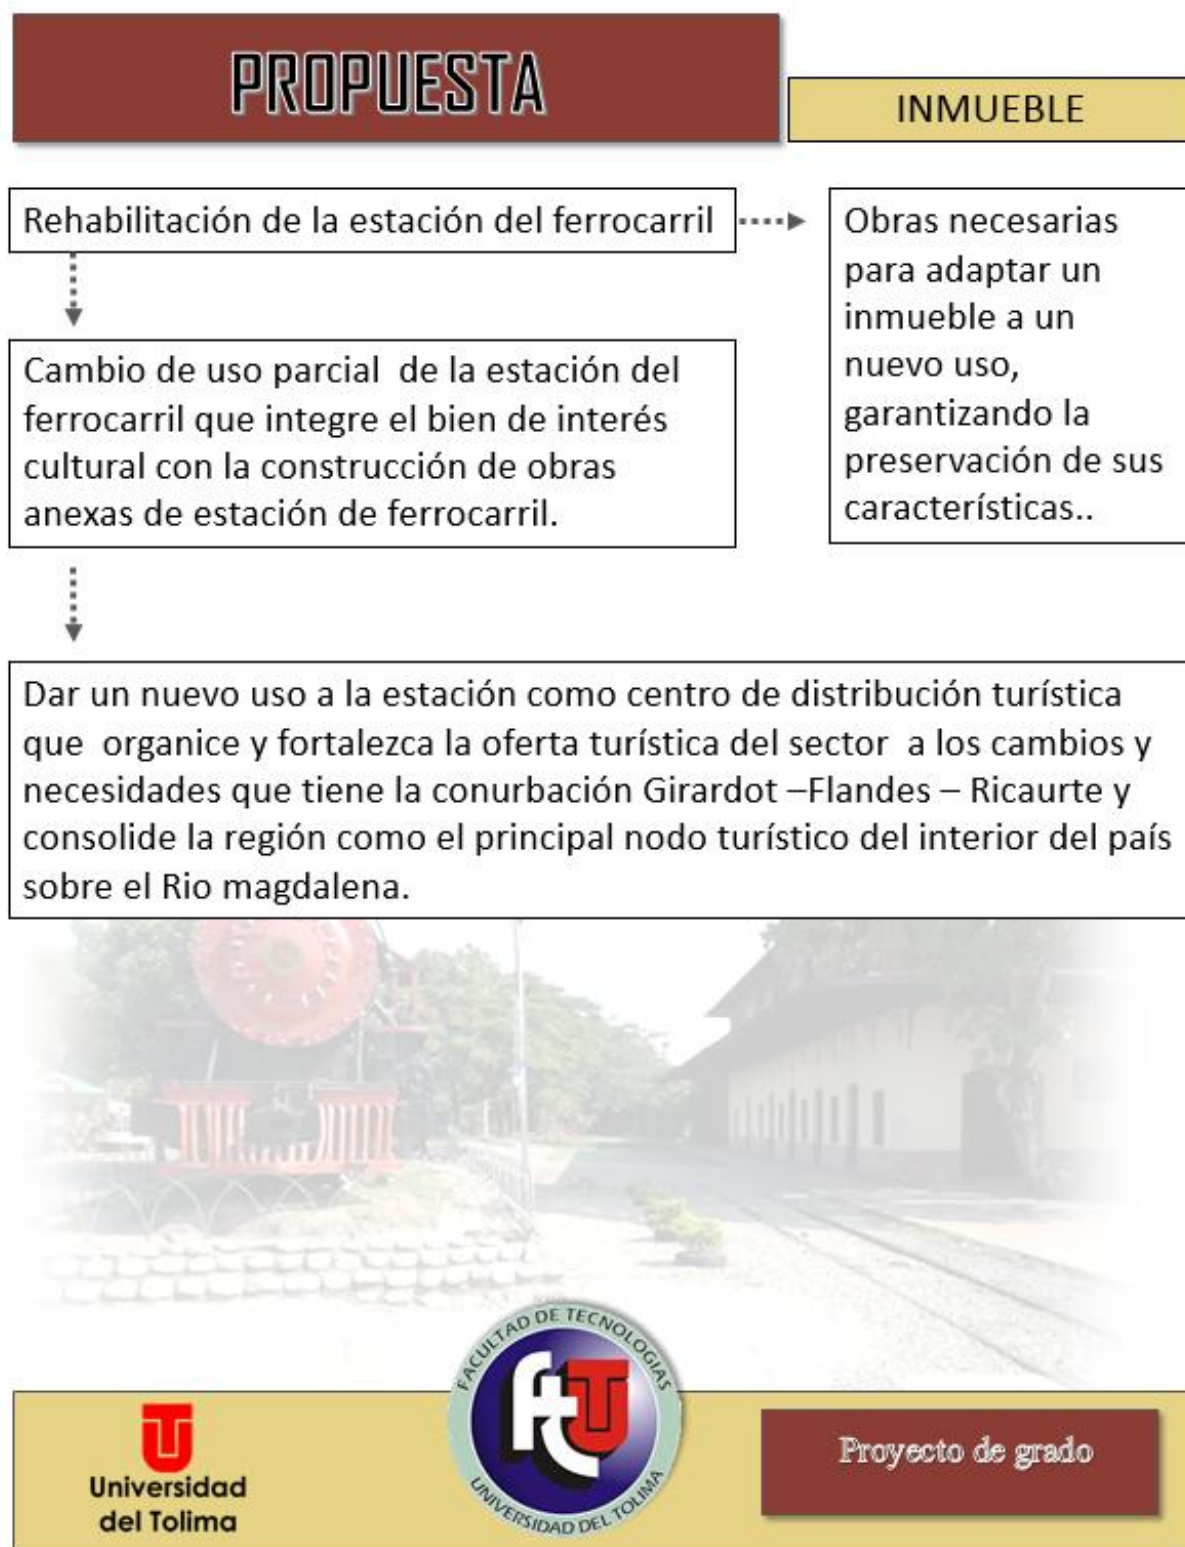 PROPUESTA
INMUEBLE
Rehabilitación de la estación del ferrocarril
Obras necesarias
para adaptar un
inmueble a un
nuevo uso,
garantizando la
preservación de sus
características..
Cambio de uso parcial  de la estación del
ferrocarril que integre el bien de interés
cultural con la construcción de obras
anexas de estación de ferrocarril.
Dar un nuevo uso a la estación como centro de distribución turística
que  organice y fortalezca la oferta turística del sector  a los cambios y
necesidades que tiene la conurbación Girardot –Flandes – Ricaurte y
consolide la región como el principal nodo turístico del interior del país
sobre el Rio magdalena.
Universidad
del Tolima
FACULTAD DE TECNOLOGIAS
ftU
UNIVERSIDAD DEL TOLIMA
Proyecto de grado